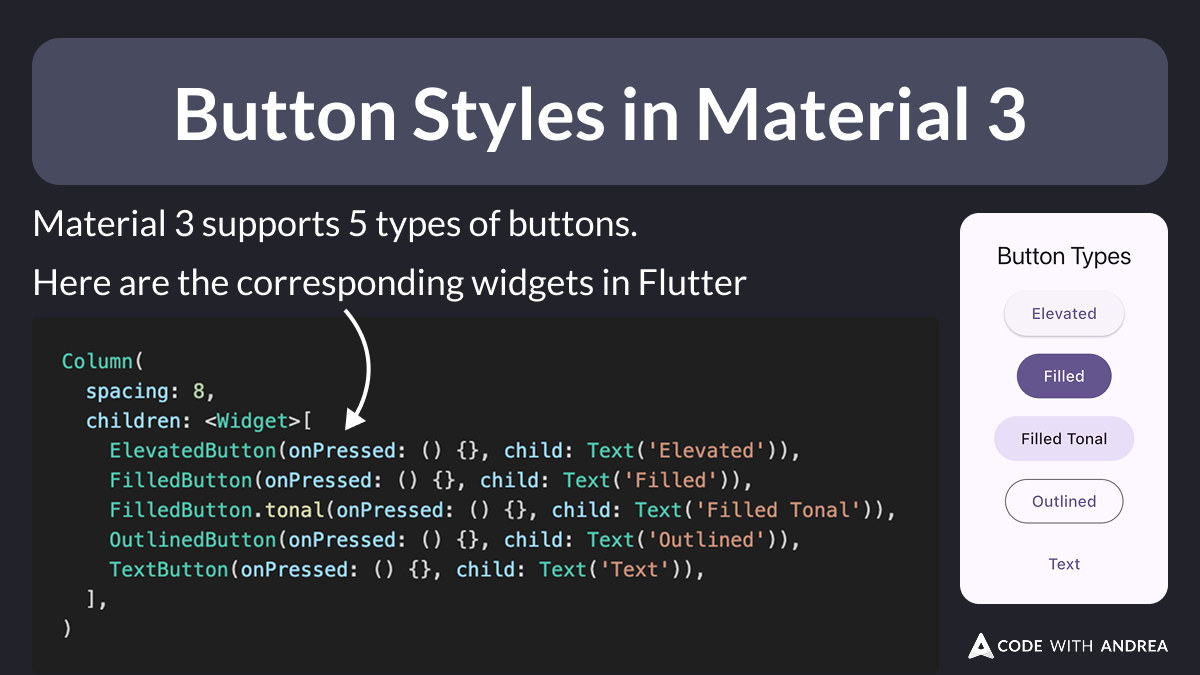 Button Styles in Material 3
Material 3 supports 5 types of buttons.
Here are the corresponding widgets in Flutter
Column(
  spacing: 8,
  children: <Widget>[
    ElevatedButton(onPressed: () {}, child: Text('Elevated')),
    FilledButton(onPressed: () {}, child: Text('Filled')),
    FilledButton.tonal(onPressed: () {}, child: Text('Filled Tonal')),
    OutlinedButton(onPressed: () {}, child: Text('Outlined')),
    TextButton(onPressed: () {}, child: Text('Text')),
  ],
)
Button Types
Elevated
Filled
Filled Tonal
Outlined
Text
CODE WITH ANDREA